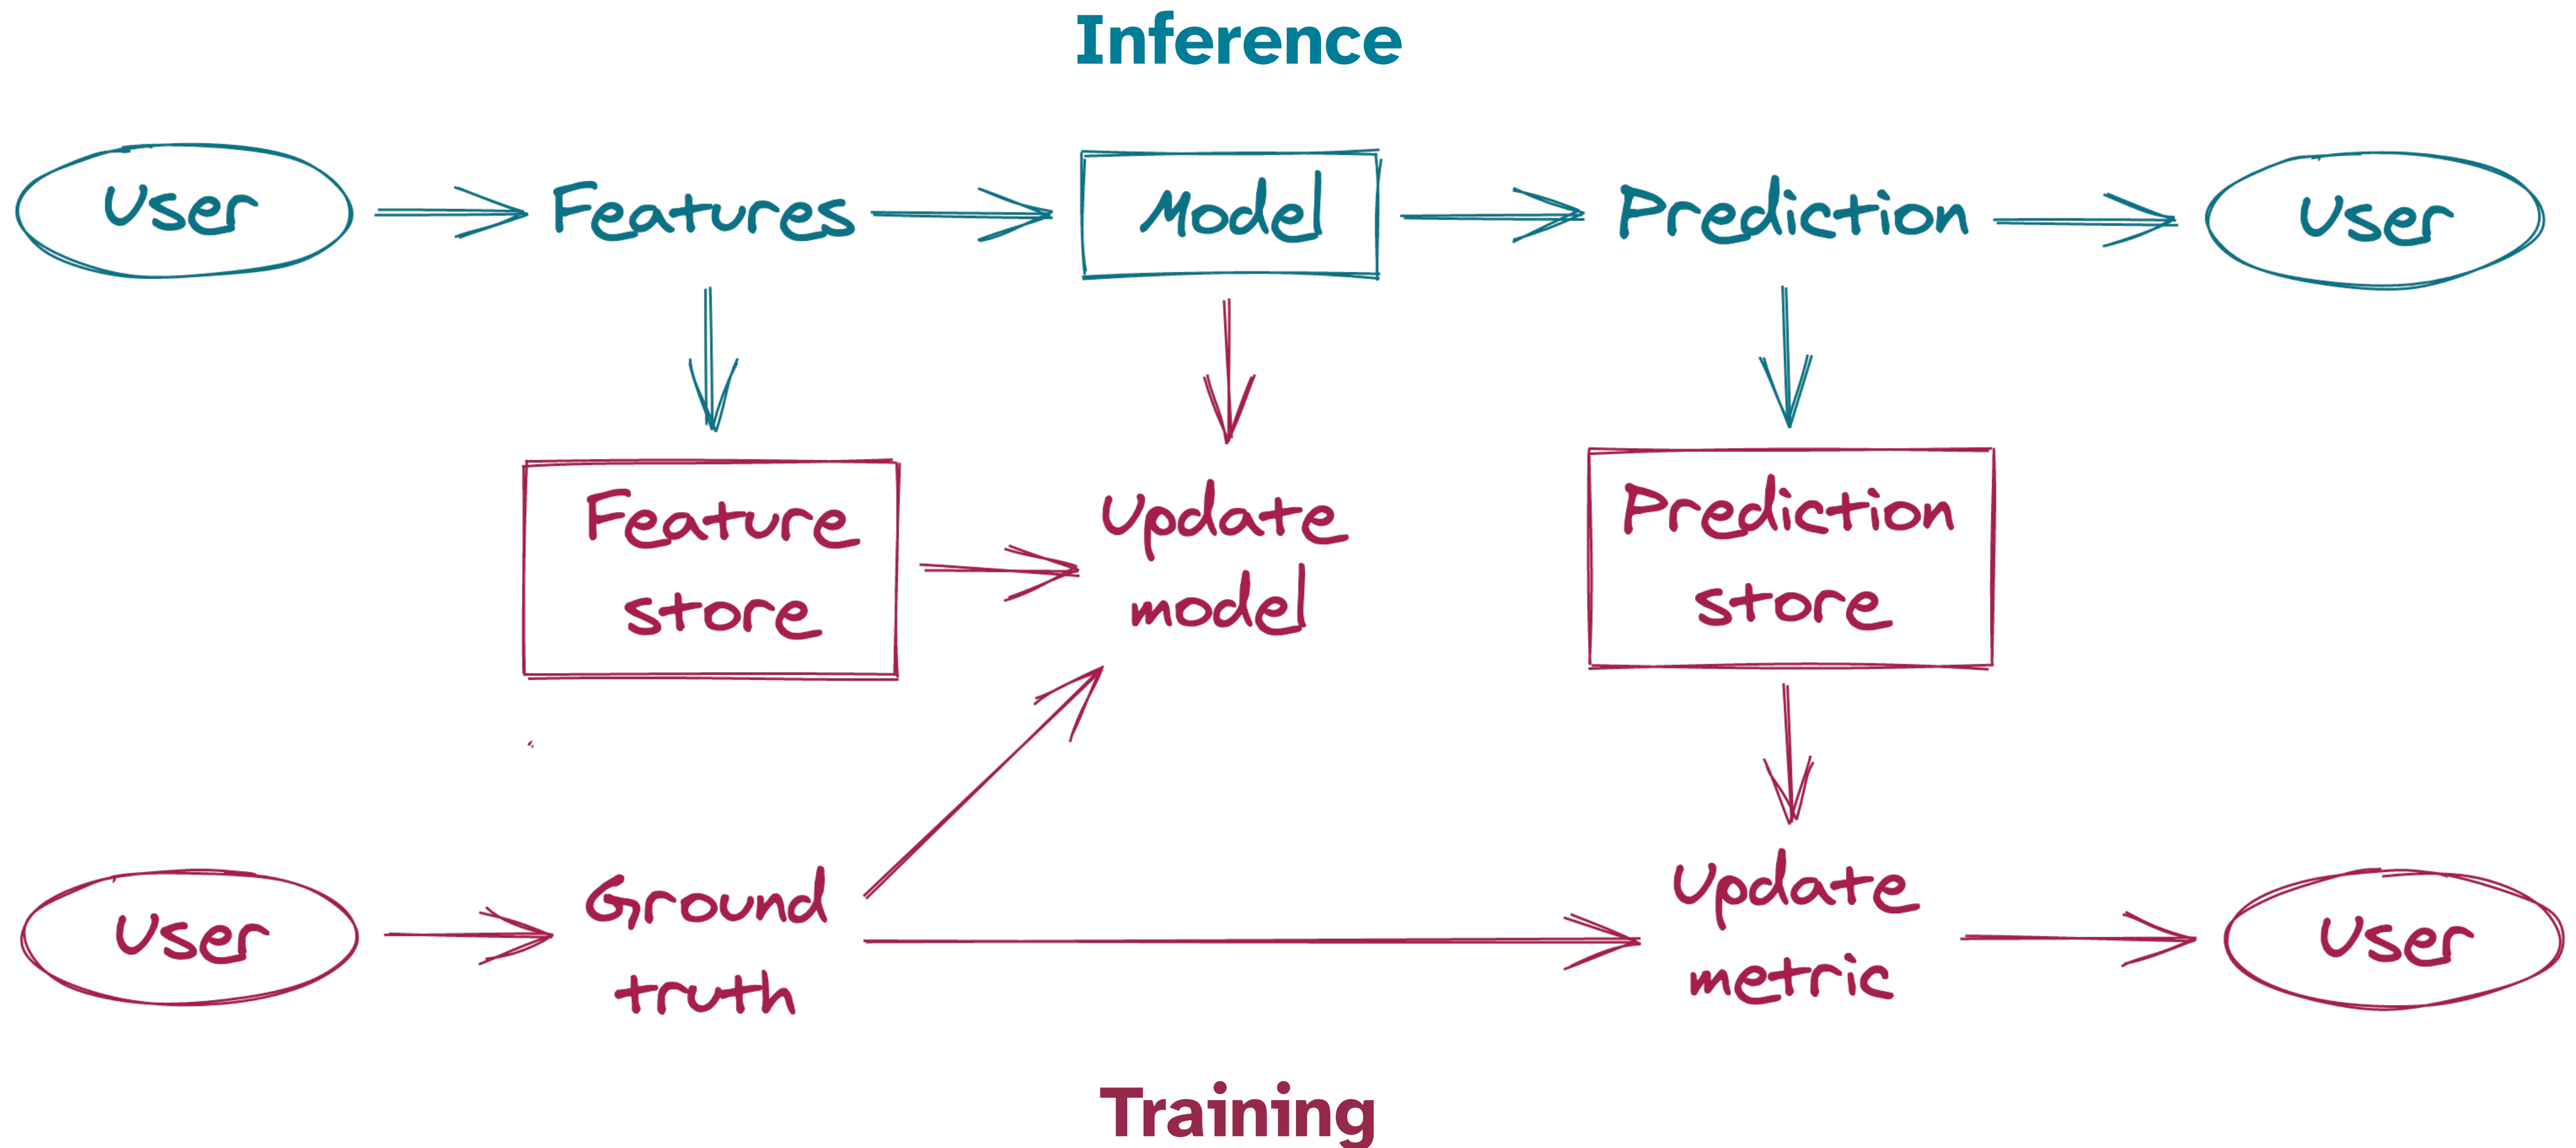 Inference
User
Features
Model
Prediction
User
Feature
store
Update
model
Prediction
store
User
Ground
truth
Update
metric
User
Training